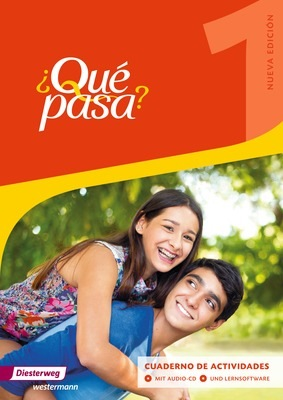 ¿Qué
pasa?
1
NUEVA EDICIÓN
CUADERNO DE ACTIVIDADES
MIT AUDIO-CD
UND LERNSOFTWARE
Diesterweg
westermann